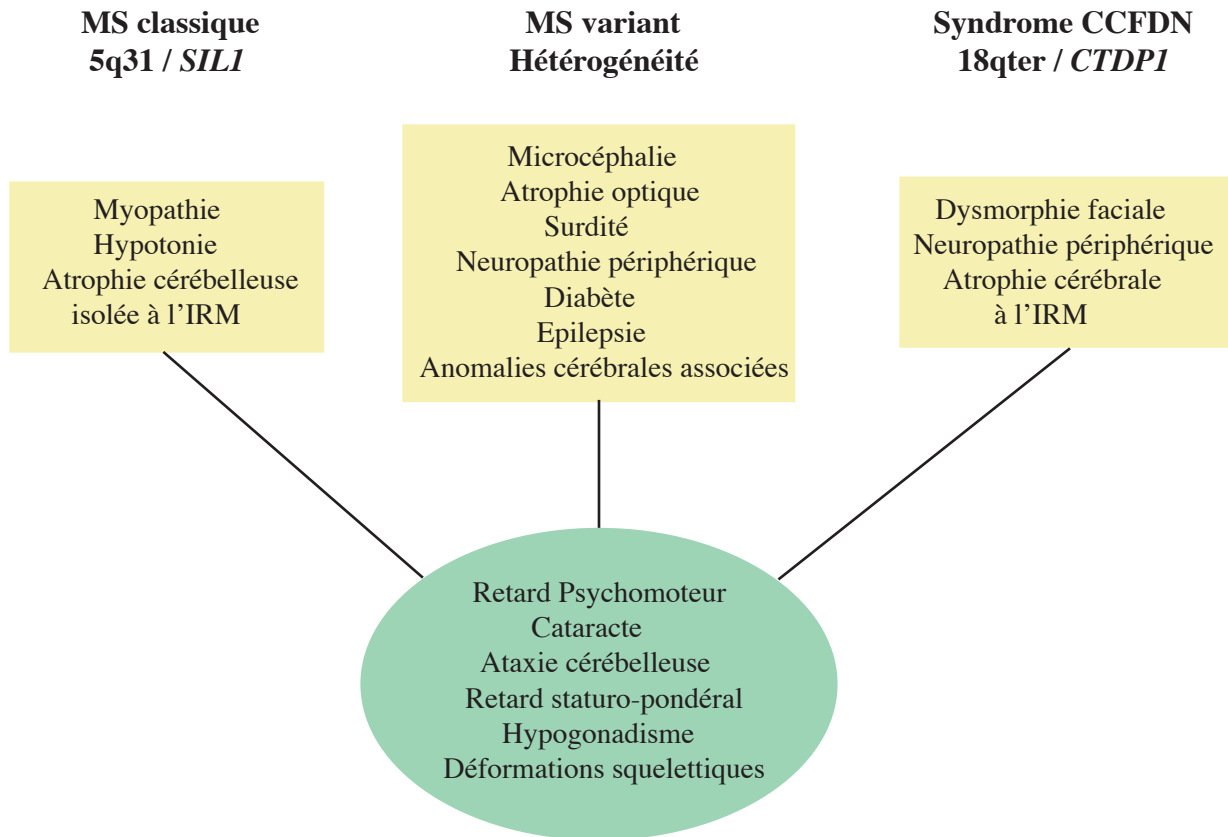 MS classique
5q31 / SIL1
MS variant
Hétérogénéité
Syndrome CCFDN
18qter / CTDP1
Myopathie
Hypotonie
Atrophie cérébelleuse
isolée à l’IRM
Microcéphalie
Atrophie optique
Surdité
Neuropathie périphérique
Diabète
Epilepsie
Anomalies cérébrales associées
Dysmorphie faciale
Neuropathie périphérique
Atrophie cérébrale
à l’IRM
Retard Psychomoteur
Cataracte
Ataxie cérébelleuse
Retard staturo-pondéral
Hypogonadisme
Déformations squelettiques